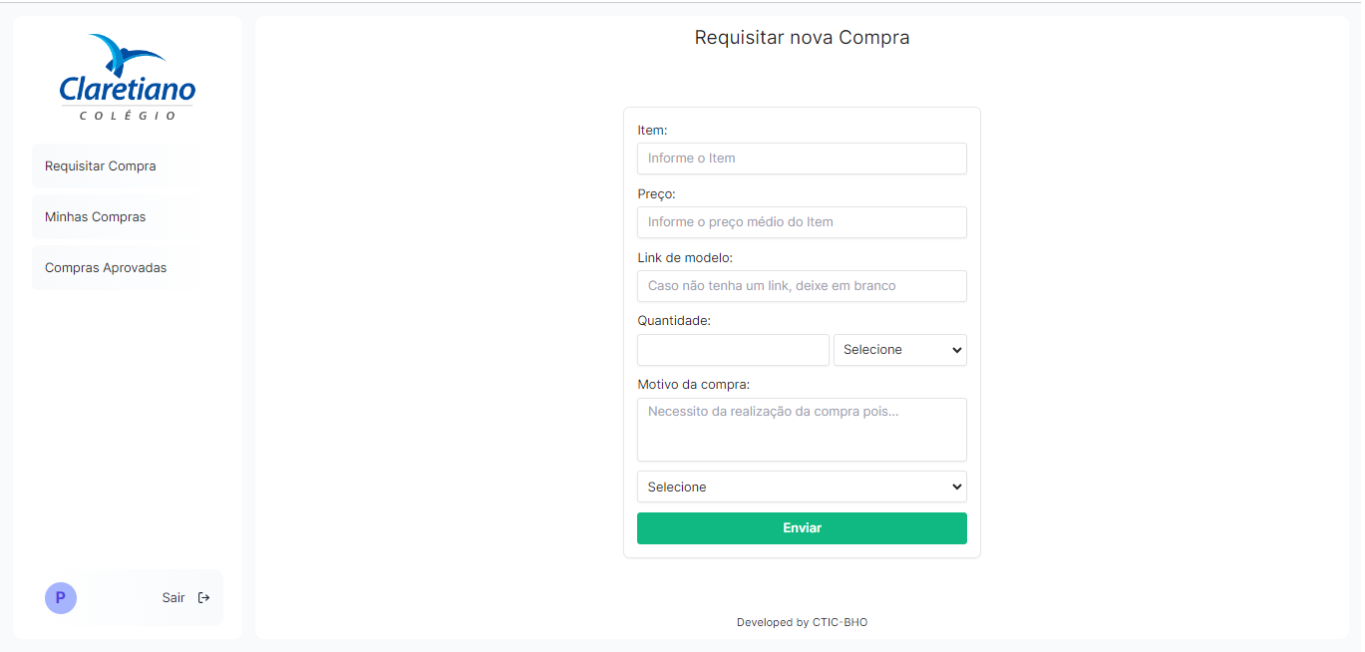 Claretiano
COLÉGIO
Requisitar Compra
Minhas Compras
Compras Aprovadas
P
Sair
Requisitar nova Compra
Item:
Informe o Item
Preço:
Informe o preço médio do Item
Link de modelo:
Caso não tenha um link, deixe em branco
Quantidade:
Selecione
Motivo da compra:
Necessito da realização da compra pois...
Selecione
Enviar
Developed by CTIC-BHO